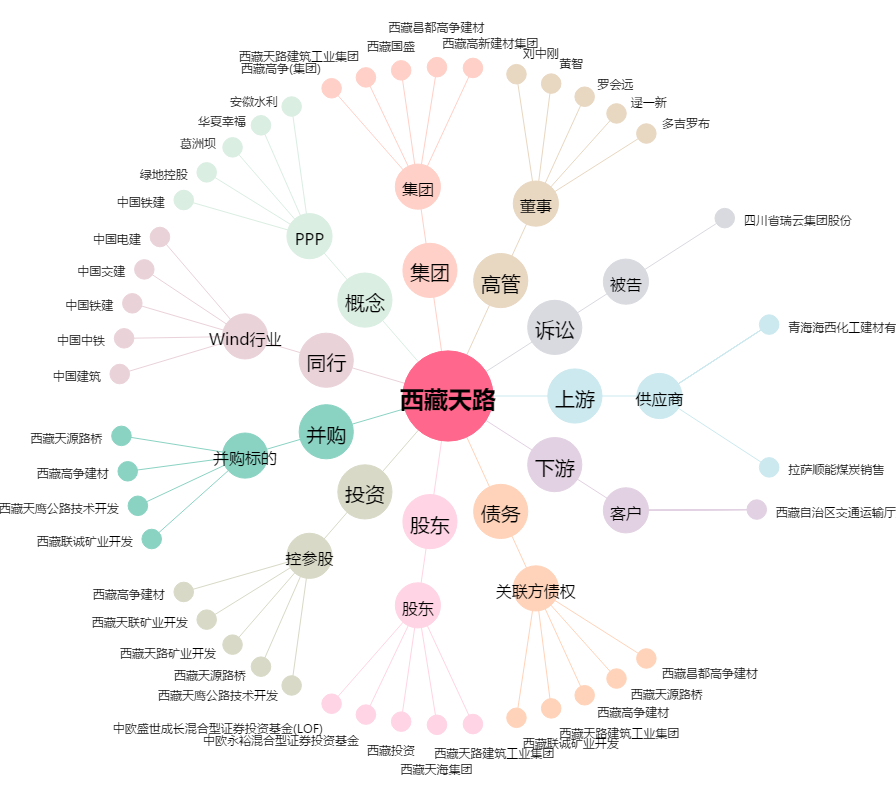 西藏昌都高争建材
西藏高新建材集团
西藏国盛
西藏天路建筑工业集团
西藏高争(集团)
刘中刚
黄智
罗会远
逯一新
多吉罗布
安徽水利
华夏幸福
葛洲坝
绿地控股
中国铁建
集团
董事
PPP
集团
高管
概念
中国电建
中国交建
中国铁建
中国中铁
中国建筑
Wind行业
同行
四川省瑞云集团股份
被告
诉讼
青海海西化工建材有
西藏天路
上游
供应商
拉萨顺能煤炭销售
西藏天源路桥
西藏高争建材
西藏天鹰公路技术开发
西藏联诚矿业开发
并购标的
并购
下游
客户
西藏自治区交通运输厅
投资
股东
债务
控参股
西藏高争建材
西藏天联矿业开发
西藏天路矿业开发
西藏天源路桥
西藏天鹰公路技术开发
股东
中欧盛世成长混合型证券投资基金(LOF)
中欧永裕混合型证券投资基金
西藏投资
西藏天海集团
西藏天路建筑工业集团
关联方债权
西藏昌都高争建材
西藏天源路桥
西藏高争建材
西藏天路建筑工业集团
西藏联诚矿业开发